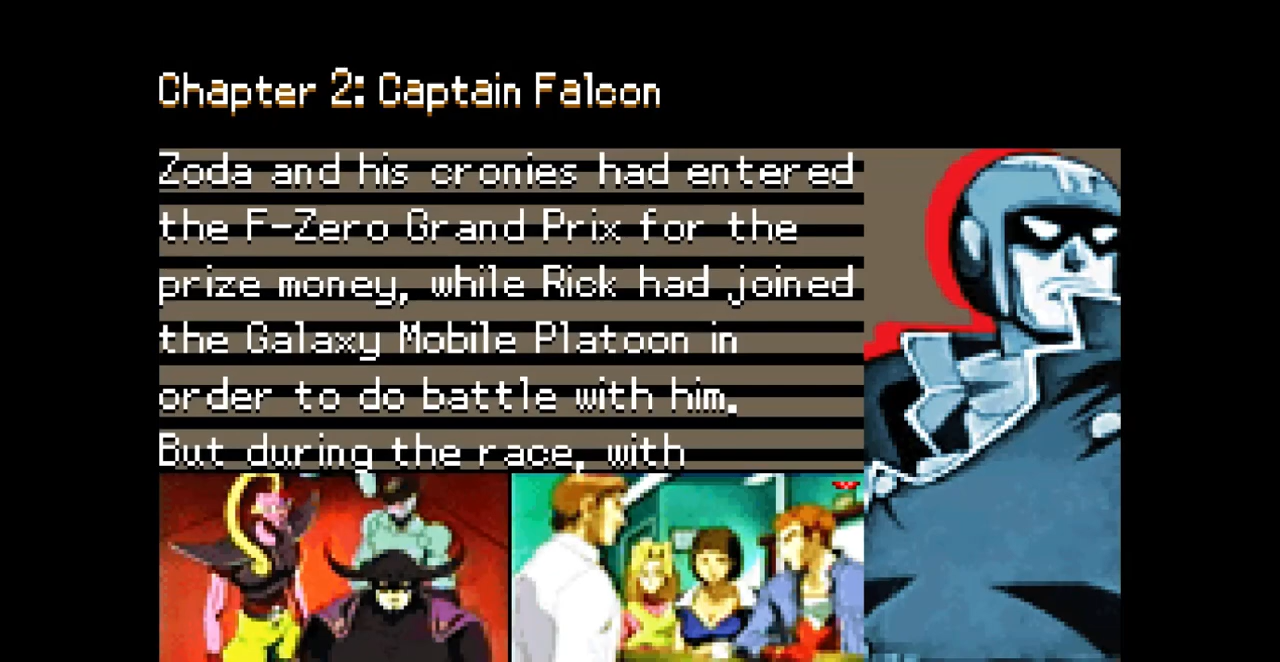 Chapter 2: Captain Falcon
Zoda and his cronies had entered
the F-Zero Grand Prix for the
prize money, while Rick had joined
the Galaxy Mobile Platoon in
order to do battle with him.
But during the race, with